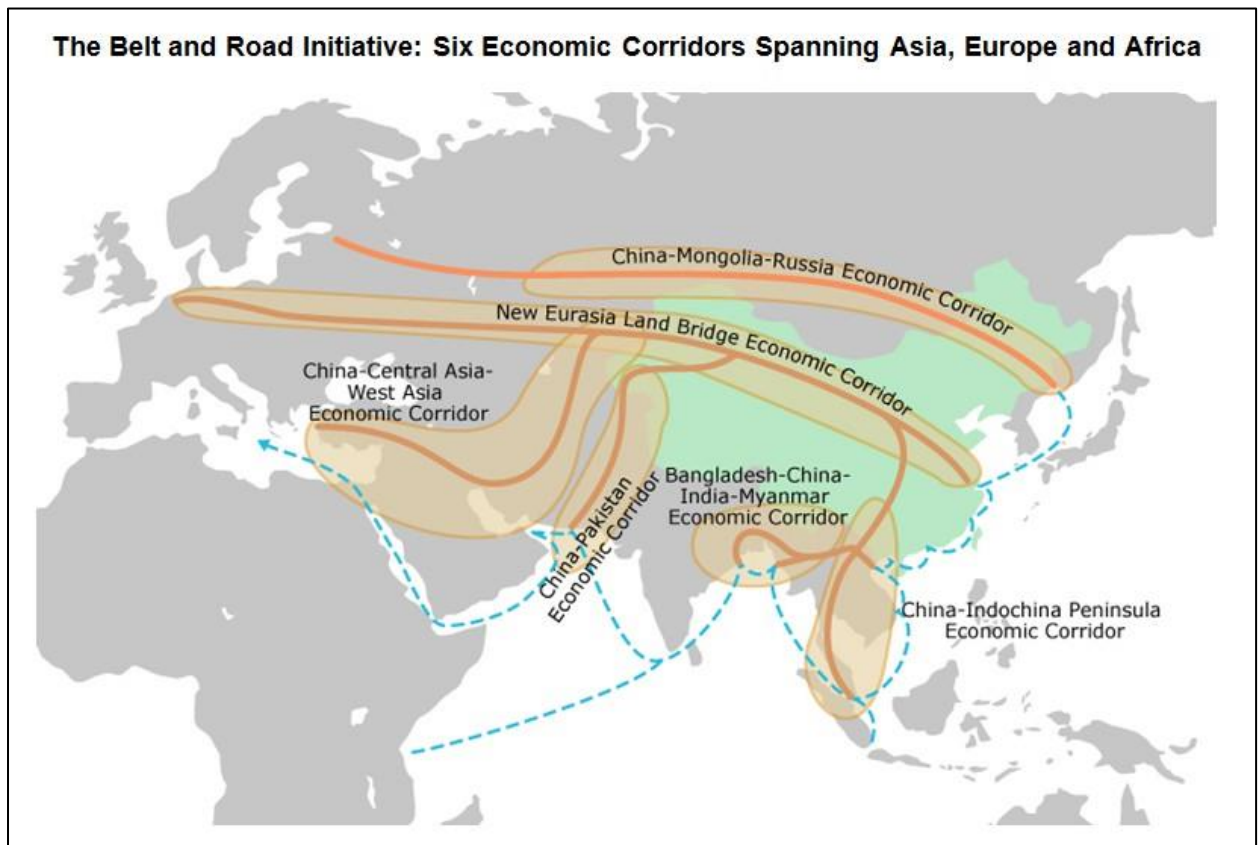 The Belt and Road Initiative: Six Economic Corridors Spanning Asia, Europe and Africa
China-Mongolia-Russia Economic Corridor
New Eurasia Land Bridge Economic Corridor
China-Central Asia-
West Asia
Economic Corridor
China-Pakistan
Economic Corridor
Bangladesh-China-
India-Myanmar
Economic Corridor
China-Indochina Peninsula
Economic Corridor